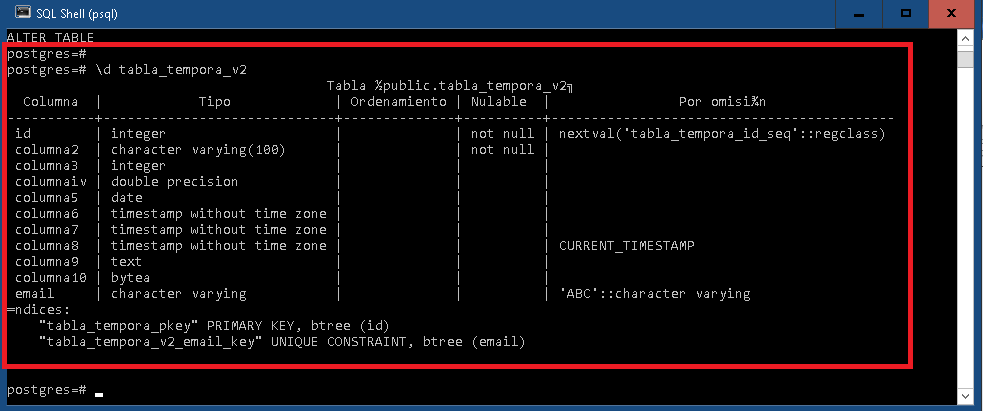 SQL Shell (psql)
ALTER TABLE
postgres=#
postgres=# \d tabla_tempora_v2
                                        Tabla %public.tabla_tempora_v2╗
  Columna  |            Tipo             | Ordenamiento | Nulable  |                Por omisi%n
-----------+-----------------------------+--------------+----------+-------------------------------------------
 id        | integer                     |              | not null | nextval('tabla_tempora_id_seq'::regclass)
 columna2  | character varying(100)      |              | not null |
 columna3  | integer                     |              |          |
 columnaiv | double precision            |              |          |
 columna5  | date                        |              |          |
 columna6  | timestamp without time zone |              |          |
 columna7  | timestamp without time zone |              |          |
 columna8  | timestamp without time zone |              |          | CURRENT_TIMESTAMP
 columna9  | text                        |              |          |
 columna10 | bytea                       |              |          |
 email     | character varying           |              |          | 'ABC'::character varying
=ndices:
    "tabla_tempora_pkey" PRIMARY KEY, btree (id)
    "tabla_tempora_v2_email_key" UNIQUE CONSTRAINT, btree (email)
postgres=#